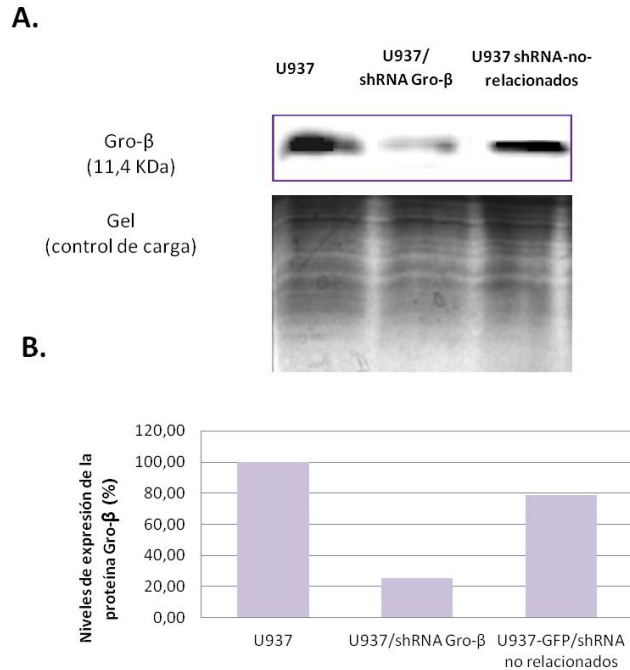 A.
U937
U937/
shRNA Gro-β
U937 shRNA-no-
relacionados
Gro-β
(11,4 KDa)
Gel
(control de carga)
B.
Niveles de expresión de la
proteína Gro-β (%)
120,00
100,00
80,00
60,00
40,00
20,00
0,00
U937
U937/shRNA Gro-β
U937-GFP/shRNA
no relacionados